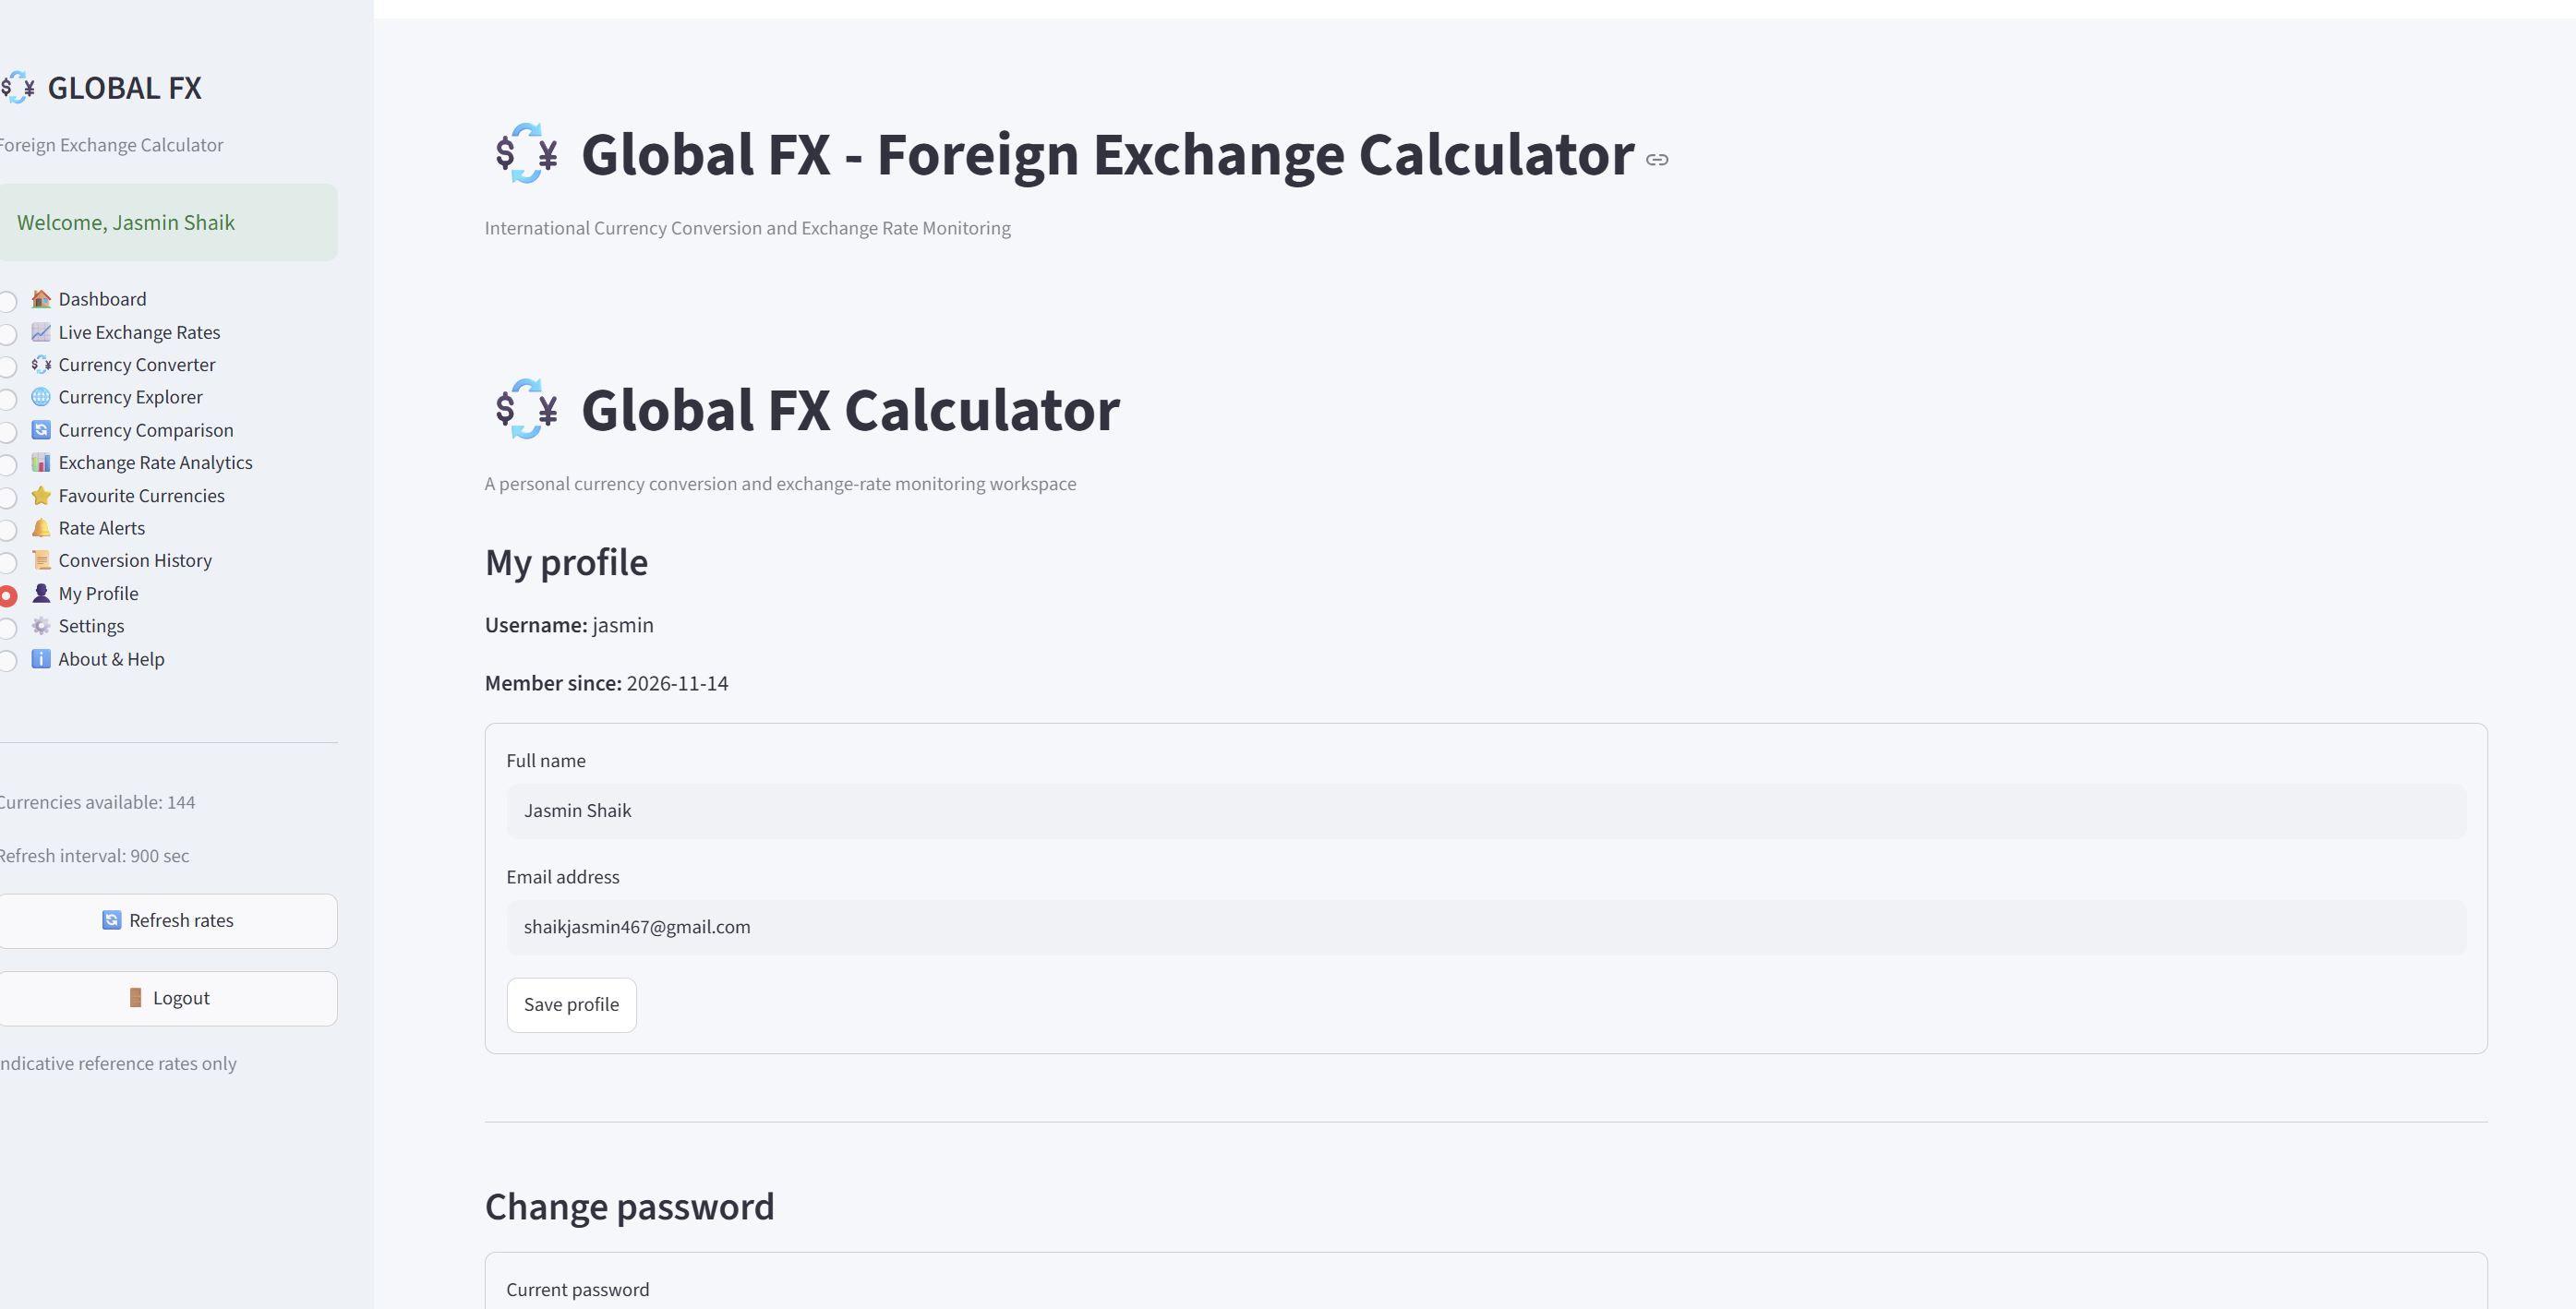 GLOBAL FX
Foreign Exchange Calculator
Welcome, Jasmin Shaik
Dashboard
Live Exchange Rates
Currency Converter
Currency Explorer
Currency Comparison
Exchange Rate Analytics
Favourite Currencies
Rate Alerts
Conversion History
My Profile
Settings
About & Help
Currencies available: 144
Refresh interval: 900 sec
Refresh rates
Logout
Indicative reference rates only
Global FX - Foreign Exchange Calculator
International Currency Conversion and Exchange Rate Monitoring
Global FX Calculator
A personal currency conversion and exchange-rate monitoring workspace
My profile
Username: jasmin
Member since: 2026-11-14
Full name
Jasmin Shaik
Email address
shaikjasmin467@gmail.com
Save profile
Change password
Current password